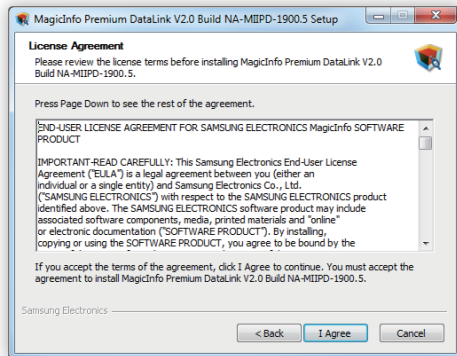 MagicInfo Premium DataLink V2.0 Build NA-MIIPD-1900.5 Setup
License Agreement
Please review the license terms before installing MagicInfo Premium DataLink V2.0
Build NA-MIIPD-1900.5.
Press Page Down to see the rest of the agreement.
END-USER LICENSE AGREEMENT FOR SAMSUNG ELECTRONICS MagicInfo SOFTWARE
PRODUCT
IMPORTANT-READ CAREFULLY: This Samsung Electronics End-User License
Agreement ("EULA") is a legal agreement between you (either an
individual or a single entity) and Samsung Electronics Co., Ltd.
("SAMSUNG ELECTRONICS") with respect to the SAMSUNG ELECTRONICS product
identified above. The SAMSUNG ELECTRONICS software product may include
associated software components, media, printed materials and "online"
or electronic documentation ("SOFTWARE PRODUCT"). By installing,
copying or using the SOFTWARE PRODUCT, you agree to be bound by the
If you accept the terms of the agreement, click I Agree to continue. You must accept the
agreement to install MagicInfo Premium DataLink V2.0 Build NA-MIIPD-1900.5.
Samsung Electronics
< Back I Agree Cancel